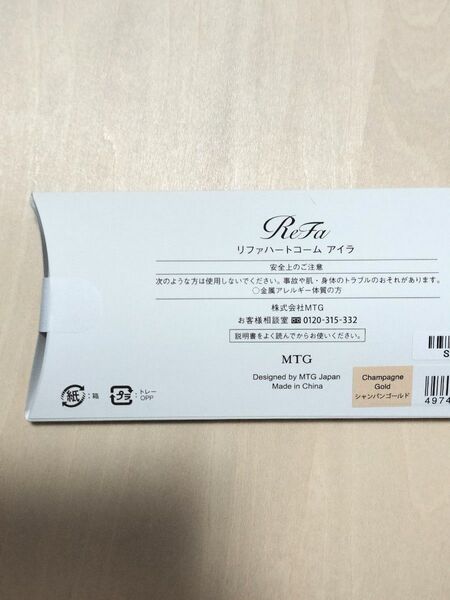 ReFa
リファハートコーム アイラ
安全上のご注意
次のような方は使用しないでください。事故や肌・身体のトラブルのおそれがあります。
○金属アレルギー体質の方
株式会社MTG
お客様相談室 0120-315-332
説明書をよく読んでからお使いください。
MTG
Designed by MTG Japan
Made in China
紙 :箱
プラ :トレー
OPP
Champagne
Gold
シャンパンゴールド
S
4974